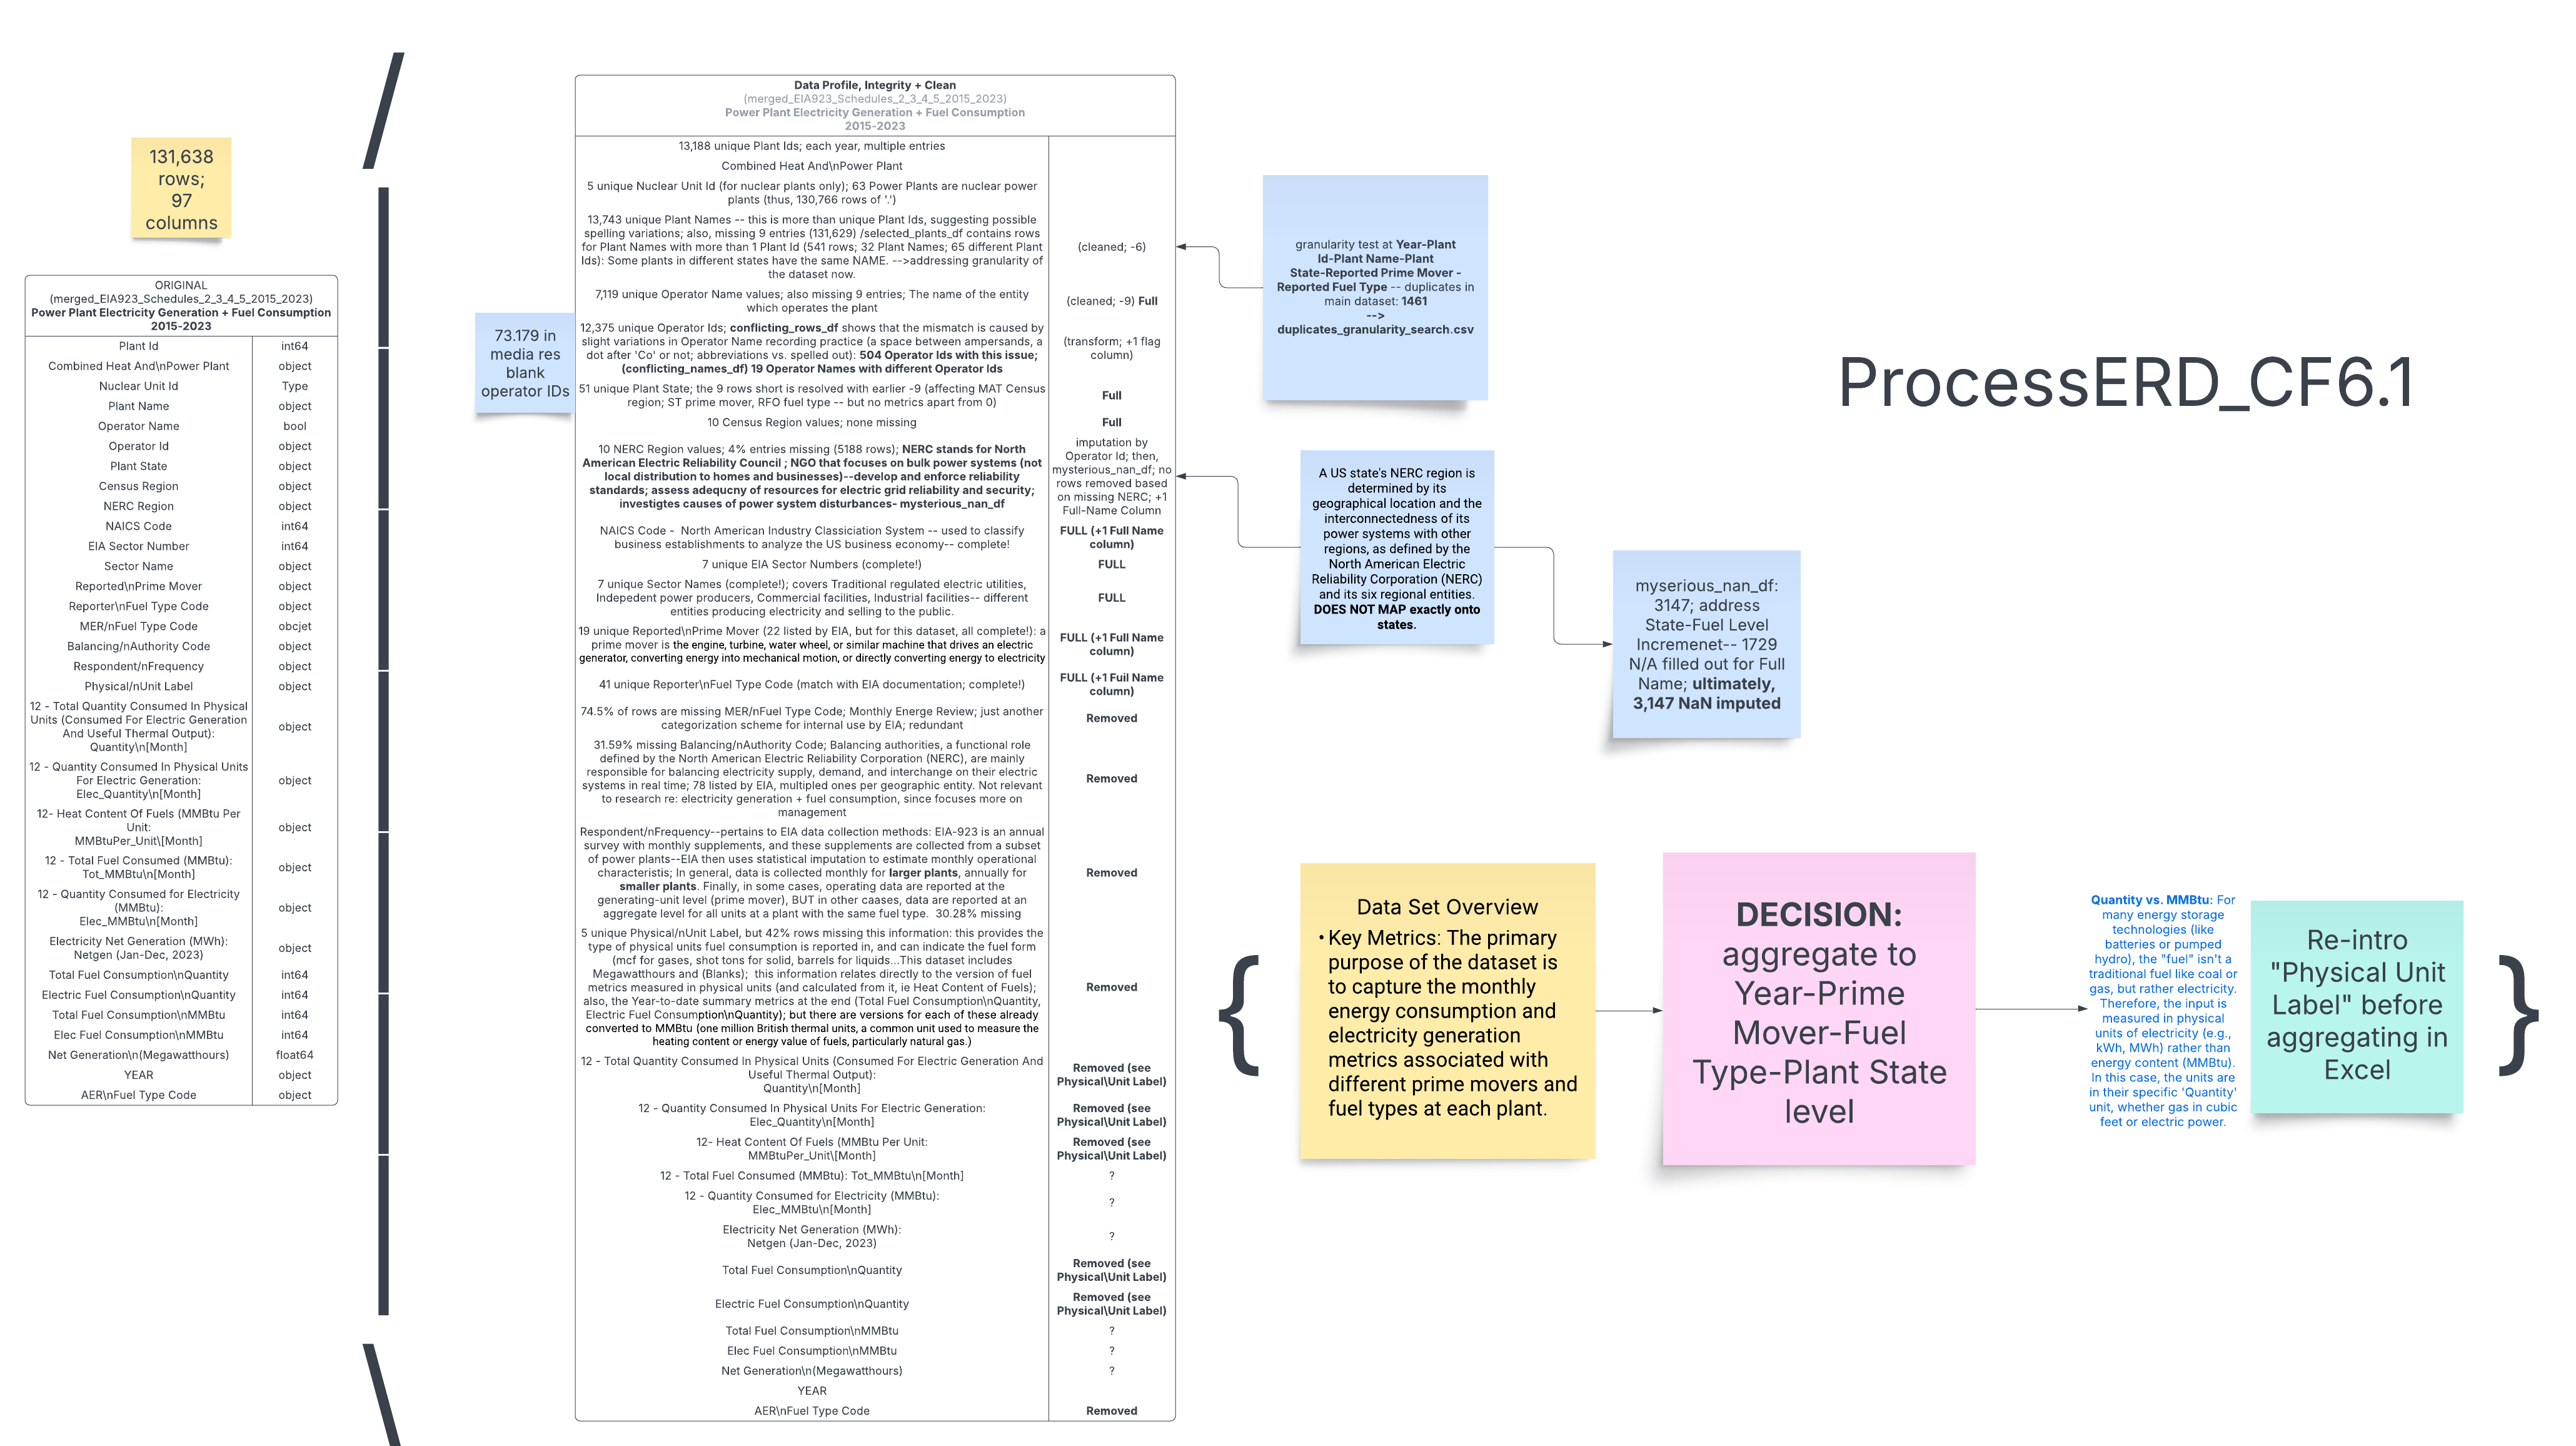 131,638
rows;
97
columns
ORIGINAL
(merged_EIA923_Schedules_2_3_4_5_2015_2023)
Power Plant Electricity Generation + Fuel Consumption
2015-2023
Plant Id int64
Combined Heat And\nPower Plant object
Nuclear Unit Id Type
Plant Name object
Operator Name bool
Operator Id object
Plant State object
Census Region object
NERC Region object
NAICS Code int64
EIA Sector Number int64
Sector Name object
Reported\nPrime Mover object
Reporter\nFuel Type Code object
MER/nFuel Type Code obcjet
Balancing/nAuthority Code object
Respondent/nFrequency object
Physical/nUnit Label object
12 - Total Quantity Consumed In Physical
Units (Consumed For Electric Generation
And Useful Thermal Output):
Quantity\n[Month]
object
12 - Quantity Consumed In Physical Units
For Electric Generation:
Elec_Quantity\n[Month]
object
12- Heat Content Of Fuels (MMBtu Per
Unit:
MMBtuPer_Unit\[Month]
object
12 - Total Fuel Consumed (MMBtu):
Tot_MMBtu\n[Month]
object
12 - Quantity Consumed for Electricity
(MMBtu):
Elec_MMBtu\n[Month]
object
Electricity Net Generation (MWh):
Netgen (Jan-Dec, 2023)
object
Total Fuel Consumption\nQuantity int64
Electric Fuel Consumption\nQuantity int64
Total Fuel Consumption\nMMBtu int64
Elec Fuel Consumption\nMMBtu int64
Net Generation\n(Megawatthours) float64
YEAR object
AER\nFuel Type Code object
/
\
73.179 in
media res
blank
operator IDs
Data Profile, Integrity + Clean
(merged_EIA923_Schedules_2_3_4_5_2015_2023)
Power Plant Electricity Generation + Fuel Consumption
2015-2023
13,188 unique Plant Ids; each year, multiple entries
Combined Heat And\nPower Plant
5 unique Nuclear Unit Id (for nuclear plants only); 63 Power Plants are nuclear power
plants (thus, 130,766 rows of '.')
13,743 unique Plant Names -- this is more than unique Plant Ids, suggesting possible
spelling variations; also, missing 9 entries (131,629) /selected_plants_df contains rows
for Plant Names with more than 1 Plant Id (541 rows; 32 Plant Names; 65 different Plant
Ids): Some plants in different states have the same NAME. -->addressing granularity of
the dataset now.
(cleaned; -6)
7,119 unique Operator Name values; also missing 9 entries; The name of the entity
which operates the plant
(cleaned; -9) Full
12,375 unique Operator Ids; conflicting_rows_df shows that the mismatch is caused by
slight variations in Operator Name recording practice (a space between ampersands, a
dot after 'Co' or not; abbreviations vs. spelled out): 504 Operator Ids with this issue;
(conflicting_names_df) 19 Operator Names with different Operator Ids
(transform; +1 flag
column)
51 unique Plant State; the 9 rows short is resolved with earlier -9 (affecting MAT Census
region; ST prime mover, RFO fuel type -- but no metrics apart from 0)
Full
10 Census Region values; none missing
Full
10 NERC Region values; 4% entries missing (5188 rows); NERC stands for North
American Electric Reliability Council ; NGO that focuses on bulk power systems (not
local distribution to homes and businesses)--develop and enforce reliability
standards; assess adequcny of resources for electric grid reliability and security;
investigtes causes of power system disturbances- mysterious_nan_df
imputation by
Operator Id; then,
mysterious_nan_df; no
rows removed based
on missing NERC; +1
Full-Name Column
NAICS Code - North American Industry Classiciation System -- used to classify
business establishments to analyze the US business economy-- complete!
FULL (+1 Full Name
column)
7 unique EIA Sector Numbers (complete!)
FULL
7 unique Sector Names (complete!); covers Traditional regulated electric utilities,
Indepedent power producers, Commercial facilities, Industrial facilities-- different
entities producing electricity and selling to the public.
FULL
19 unique Reported\nPrime Mover (22 listed by EIA, but for this dataset, all complete!): a
prime mover is the engine, turbine, water wheel, or similar machine that drives an electric
generator, converting energy into mechanical motion, or directly converting energy to electricity
FULL (+1 Full Name
column)
41 unique Reporter\nFuel Type Code (match with EIA documentation; complete!)
FULL (+1 Fuil Name
column)
74.5% of rows are missing MER/nFuel Type Code; Monthly Energe Review; just another
categorization scheme for internal use by EIA; redundant
Removed
31.59% missing Balancing/nAuthority Code; Balancing authorities, a functional role
defined by the North American Electric Reliability Corporation (NERC), are mainly
responsible for balancing electricity supply, demand, and interchange on their electric
systems in real time; 78 listed by EIA, multipled ones per geographic entity. Not relevant
to research re: electricity generation + fuel consumption, since focuses more on
management
Removed
Respondent/nFrequency--pertains to EIA data collection methods: EIA-923 is an annual
survey with monthly supplements, and these supplements are collected from a subset
of power plants--EIA then uses statistical imputation to estimate monthly operational
characteristic; In general, data is collected monthly for larger plants, annually for
smaller plants. Finally, in some cases, operating data are reported at the
generating-unit level (prime mover), BUT in other caases, data are reported at an
aggregate level for all units at a plant with the same fuel type. 30.28% missing
Removed
5 unique Physical/nUnit Label, but 42% rows missing this information: this provides the
type of physical units fuel consumption is reported in, and can indicate the fuel form
(mcf for gases, shot tons for solid, barrels for liquids...This dataset includes
Megawatthours and (Blanks); this information relates directly to the version of fuel
metrics measured in physical units (and calculated from it, ie Heat Content of Fuels);
also, the Year-to-date summary metrics at the end (Total Fuel Consumption\nQuantity,
Electric Fuel Consumption\nQuantity); but there are versions for each of these already
converted to MMBtu (one million British thermal units, a common unit used to measure the
heating content or energy value of fuels, particularly natural gas.)
Removed
12 - Total Quantity Consumed In Physical Units (Consumed For Electric Generation And
Useful Thermal Output):
Quantity\n[Month]
Removed (see
Physical\Unit Label)
12 - Quantity Consumed In Physical Units For Electric Generation:
Elec_Quantity\n[Month]
Removed (see
Physical\Unit Label)
12- Heat Content Of Fuels (MMBtu Per Unit:
MMBtuPer_Unit\[Month]
Removed (see
Physical\Unit Label)
12 - Total Fuel Consumed (MMBtu): Tot_MMBtu\n[Month] ?
12 - Quantity Consumed for Electricity (MMBtu):
Elec_MMBtu\n[Month]
?
Electricity Net Generation (MWh):
Netgen (Jan-Dec, 2023)
?
Total Fuel Consumption\nQuantity
Removed (see
Physical\Unit Label)
Electric Fuel Consumption\nQuantity
Removed (see
Physical\Unit Label)
Total Fuel Consumption\nMMBtu ?
Elec Fuel Consumption\nMMBtu ?
Net Generation\n(Megawatthours) ?
YEAR
AER\nFuel Type Code Removed
granularity test at Year-Plant
Id-Plant Name-Plant
State-Reported Prime Mover -
Reported Fuel Type -- duplicates in
main dataset: 1461
-->
duplicates_granularity_search.csv
A US state's NERC region is
determined by its
geographical location and the
interconnectedness of its
power systems with other
regions, as defined by the
North American Electric
Reliability Corporation (NERC)
and its six regional entities.
DOES NOT MAP exactly onto
states.
myserious_nan_df:
3147; address
State-Fuel Level
Incremenet-- 1729
N/A filled out for Full
Name; ultimately,
3,147 NaN imputed
ProcessERD_CF6.1
{
Data Set Overview
• Key Metrics: The primary
purpose of the dataset is
to capture the monthly
energy consumption and
electricity generation
metrics associated with
different prime movers and
fuel types at each plant.
DECISION:
aggregate to
Year-Prime
Mover-Fuel
Type-Plant State
level
Quantity vs. MMBtu: For
many energy storage
technologies (like
batteries or pumped
hydro), the "fuel" isn't a
traditional fuel like coal or
gas, but rather electricity.
Therefore, the input is
measured in physical
units of electricity (e.g.,
kWh, MWh) rather than
energy content (MMBtu).
In this case, the units are
in their specific 'Quantity'
unit, whether gas in cubic
feet or electric power.
Re-intro
"Physical Unit
Label" before
aggregating in
Excel
}